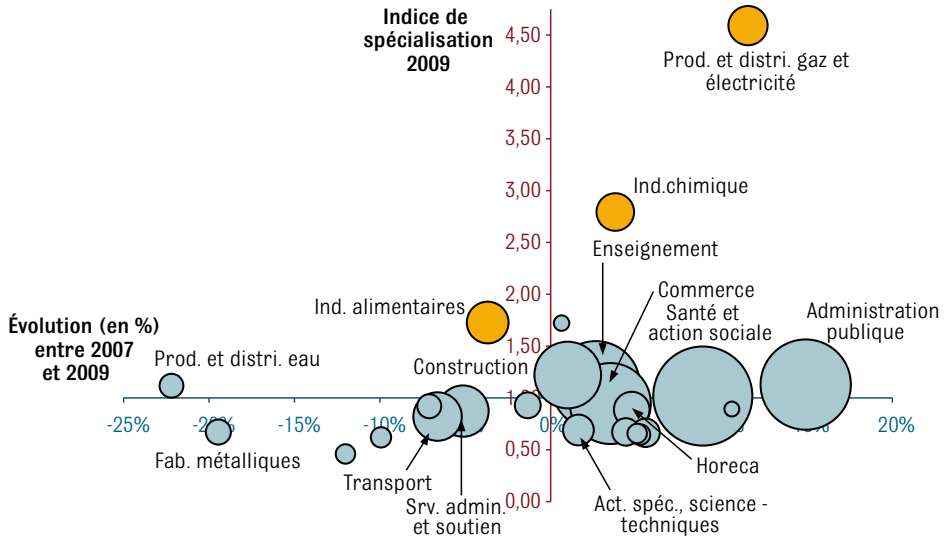 Indice de
spécialisation
2009
4,50
Prod. et distri. gaz et
électricité
4,00
3,50
3,00
Ind.chimique
2,50
Enseignement
2,00
Commerce
Ind. alimentaires
Santé et
action sociale
Administration
publique
Évolution (en %)
entre 2007
et 2009
1,50
Prod. et distri. eau
Construction
1,00
-25%
-20%
-15%
-10%
0%
20%
0,50
Fab. métalliques
Transport
Horeca
0,00
Srv. admin.
et soutien
Act. spéc., science -
techniques